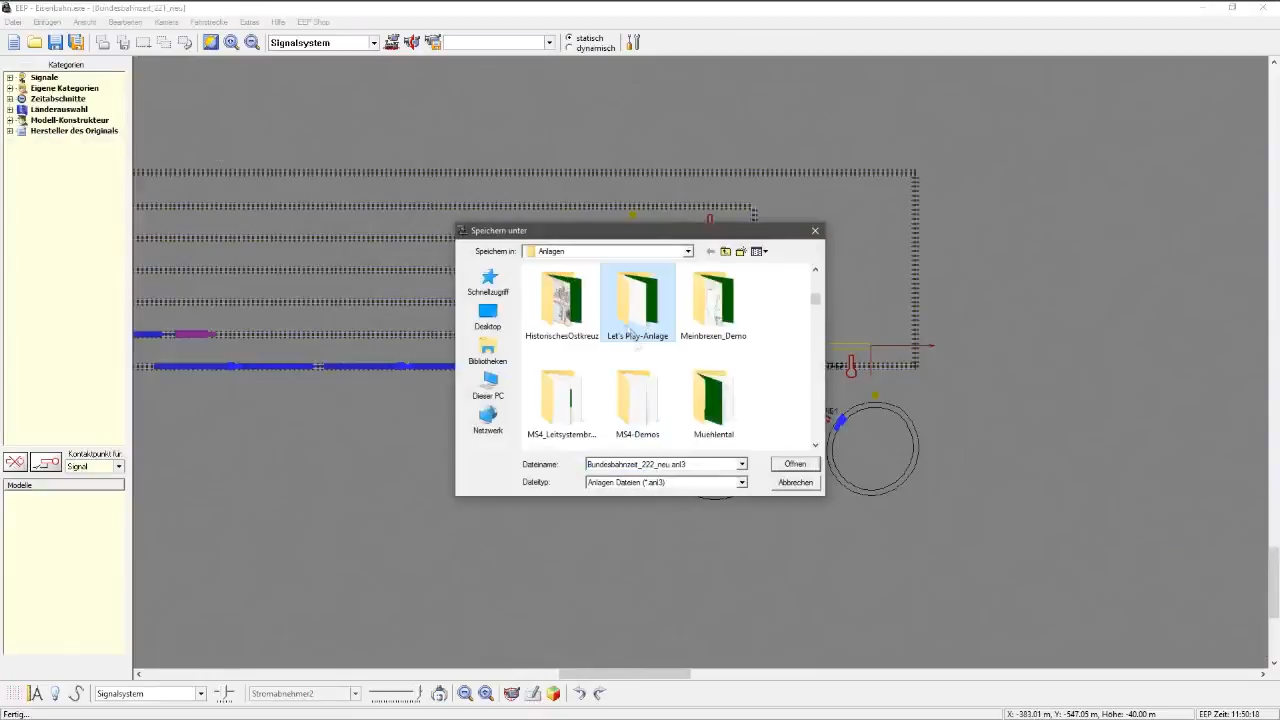 EEP - Eisenbahn.exe - [Bundesbahnzeit_221_neu]
Datei Einfügen Ansicht Bearbeiten Kamera Fahrstrecke Extras Hilfe EEP Shop
Signalsystem
statisch
dynamisch
Kategorien
Signale
Eigene Kategorien
Zeitabschnitte
Länderauswahl
Modell-Konstrukteur
Hersteller des Originals
Speichern unter
Speichern in:
Anlagen
Schnellzugriff
Desktop
Bibliotheken
Dieser PC
Netzwerk
HistorischesOstkreuz Let's Play-Anlage Meinbrexen_Demo
MS4_Leitsystembr... MS4-Demos Muehlental
Dateiname:
Bundesbahnzeit_222_neu.anl3
Öffnen
Dateityp:
Anlagen Dateien (*.anl3)
Abbrechen
Kontaktpunkt für:
Signal
Modelle
Signalsystem
Stromabnehmer2
Fertig...
X: -383.01 m, Y: -547.05 m, Höhe: -40.00 m
EEP Zeit: 11:50:18